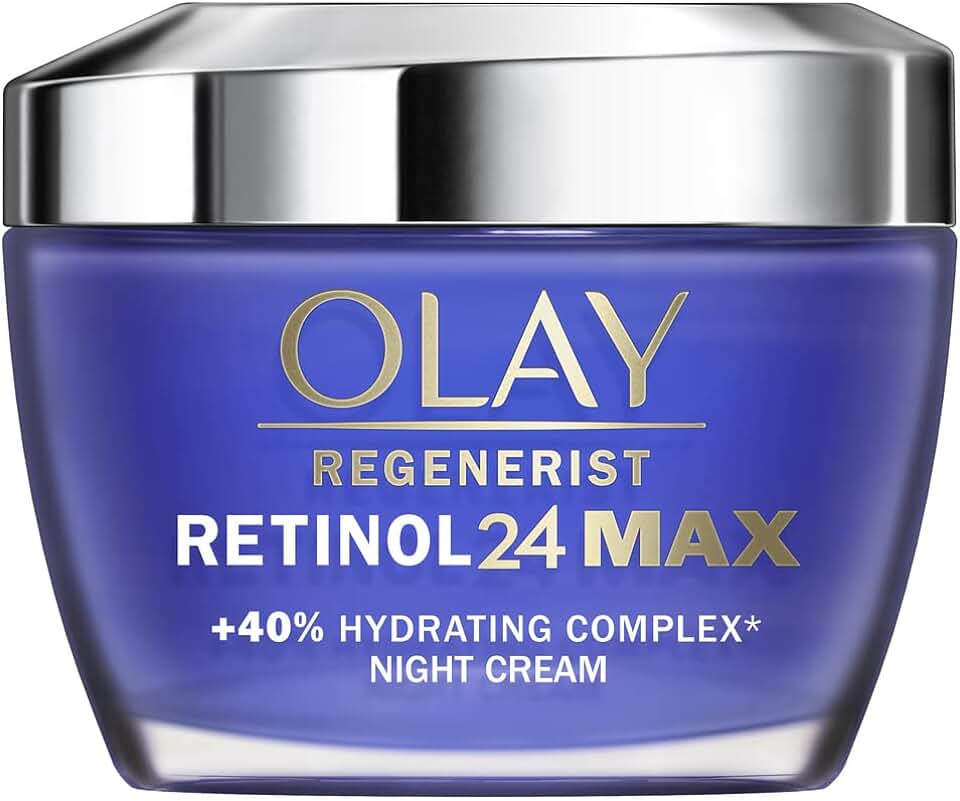 OLAY
REGENERIST
RETINOL24 MAX
+40% HYDRATING COMPLEX*
NIGHT CREAM